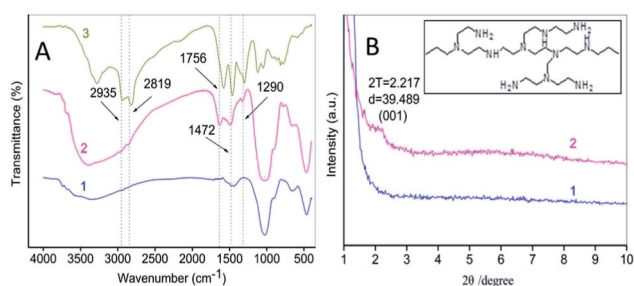 A
3
1756
2935
2819
1290
2
1472
1
Transmittance (%)
4000 3500 3000 2500 2000 1500 1000 500
Wavenumber (cm-1)
B
NH2
NH2
H
N
N
N
N
NH
N
H
N
H2N
NH2
2T=2.217
d=39.489
(001)
2
1
Intensity (a.u.)
1 2 3 4 5 6 7 8 9 10
2θ /degree